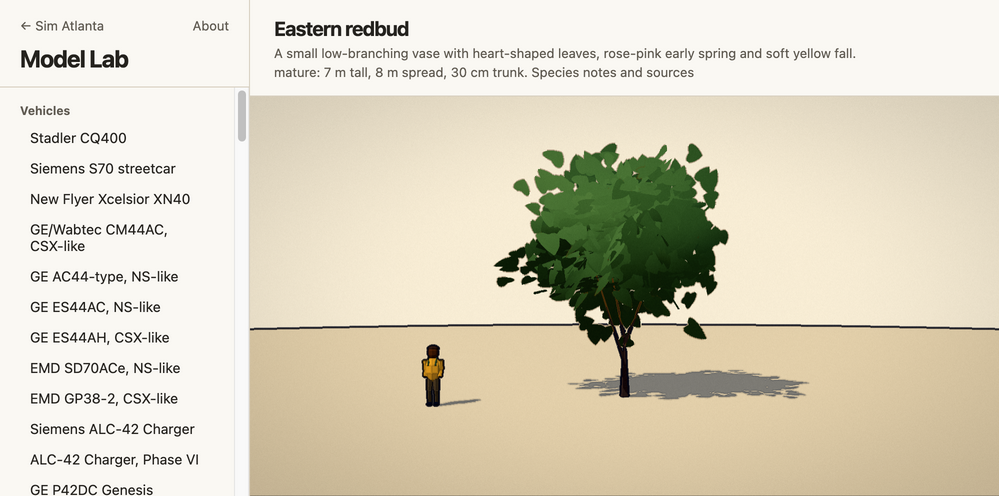 ← Sim Atlanta
About
Model Lab
Vehicles
Stadler CQ400
Siemens S70 streetcar
New Flyer Xcelsior XN40
GE/Wabtec CM44AC,
CSX-like
GE AC44-type, NS-like
GE ES44AC, NS-like
GE ES44AH, CSX-like
EMD SD70ACe, NS-like
EMD GP38-2, CSX-like
Siemens ALC-42 Charger
ALC-42 Charger, Phase VI
GE P42DC Genesis
Eastern redbud
A small low-branching vase with heart-shaped leaves, rose-pink early spring and soft yellow fall.
mature: 7 m tall, 8 m spread, 30 cm trunk. Species notes and sources